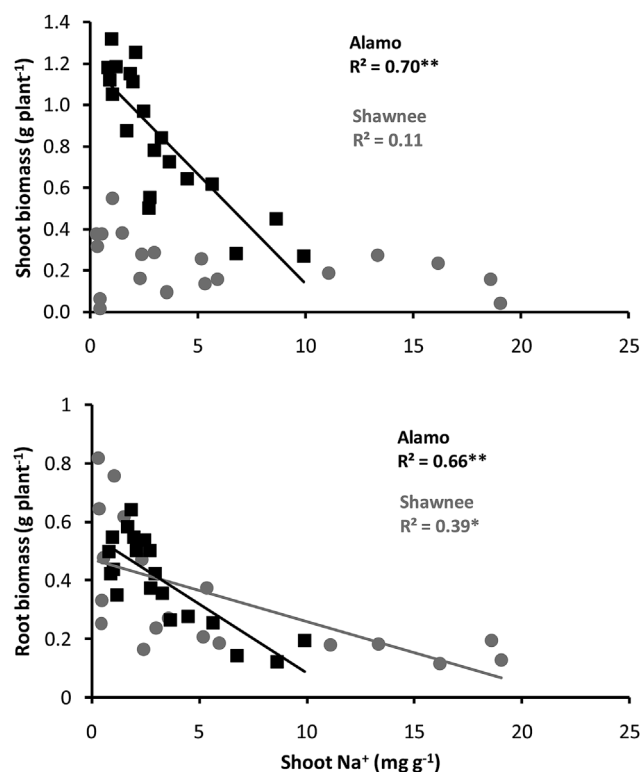 1.4
1.2
1.0
0.8
0.6
0.4
0.2
0.0
Shoot biomass (g plant⁻¹)
Alamo
R² = 0.70**
Shawnee
R² = 0.11
0 5 10 15 20 25
1
0.8
0.6
0.4
0.2
0
Root biomass (g plant⁻¹)
Alamo
R² = 0.66**
Shawnee
R² = 0.39*
0 5 10 15 20 25
Shoot Na⁺ (mg g⁻¹)